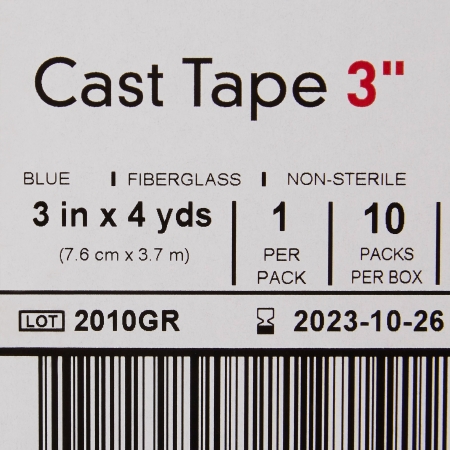 Cast Tape 3"
BLUE | FIBERGLASS | NON-STERILE
3 in x 4 yds 1 10
(7.6 cm x 3.7 m) PER PACKS
PACK PER BOX
LOT 2010GR 2023-10-26